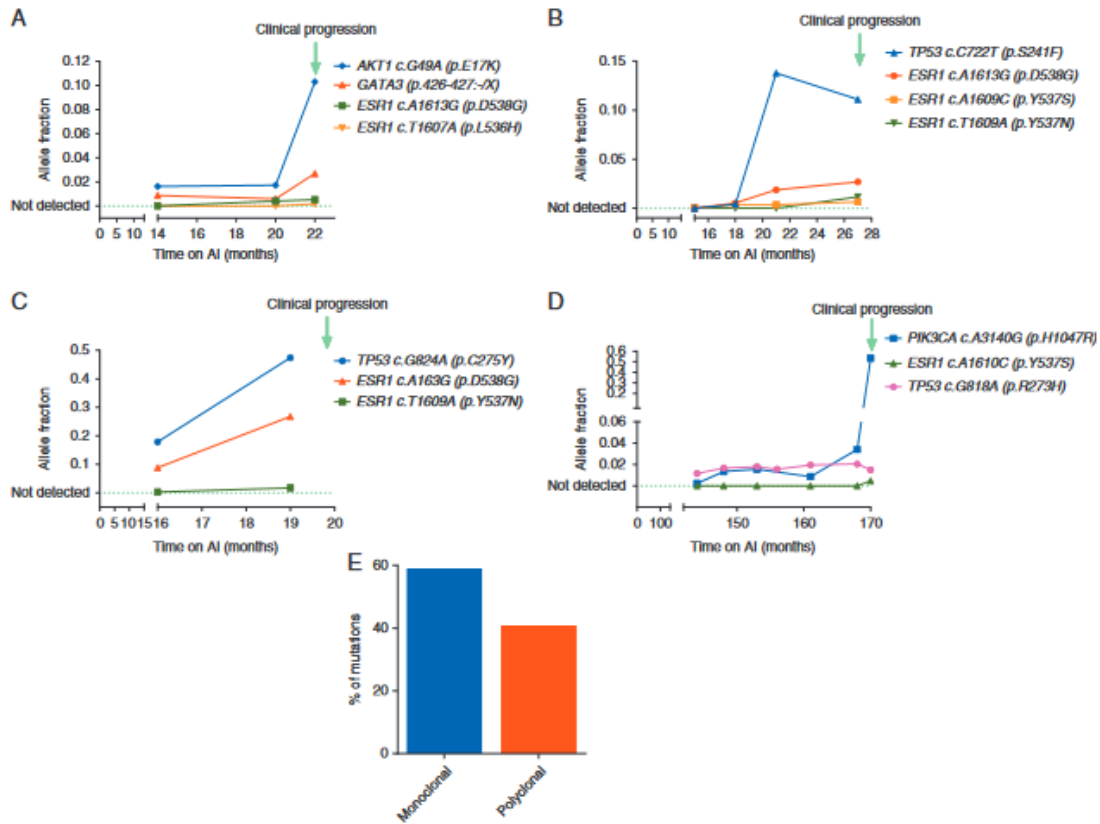 A
Clinical progression
0.12
0.10
0.08
0.06
0.04
0.02
Not detected
Allele fraction
0 5 10 14 16 18 20 22
Time on AI (months)
AKT1 c.G49A (p.E17K)
GATA3 (p.426-427:-/X)
ESR1 c.A1613G (p.D538G)
ESR1 c.T1607A (p.L536H)
B
Clinical progression
0.15
0.10
0.05
Not detected
Allele fraction
0 5 10 16 18 20 22 24 26 28
Time on AI (months)
TP53 c.C722T (p.S241F)
ESR1 c.A1613G (p.D538G)
ESR1 c.A1609C (p.Y537S)
ESR1 c.T1609A (p.Y537N)
C
Clinical progression
0.5
0.4
0.3
0.2
0.1
Not detected
Allele fraction
0 5 10 15 16 17 18 19 20
Time on AI (months)
TP53 c.G824A (p.C275Y)
ESR1 c.A163G (p.D538G)
ESR1 c.T1609A (p.Y537N)
D
Clinical progression
0.6
0.5
0.4
0.3
0.2
0.06
0.04
0.02
Not detected
Allele fraction
0 100 150 160 170
Time on AI (months)
PIK3CA c.A3140G (p.H1047R)
ESR1 c.A1610C (p.Y537S)
TP53 c.G818A (p.R273H)
E
60
40
20
0
% of mutations
Monoclonal
Polyclonal